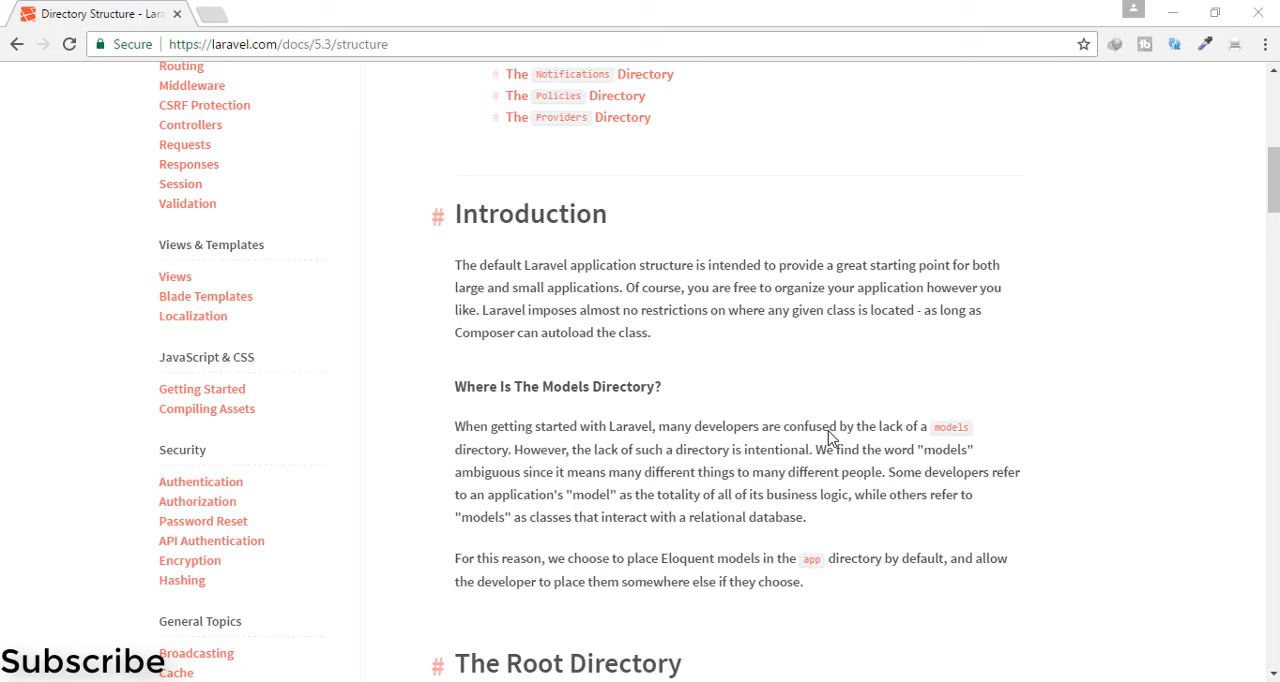 Directory Structure - Lara
Secure
https://laravel.com/docs/5.3/structure
Routing
Middleware
CSRF Protection
Controllers
Requests
Responses
Session
Validation
Views & Templates
Views
Blade Templates
Localization
JavaScript & CSS
Getting Started
Compiling Assets
Security
Authentication
Authorization
Password Reset
API Authentication
Encryption
Hashing
General Topics
Broadcasting
Cache
# The Notifications Directory
# The Policies Directory
# The Providers Directory
# Introduction
The default Laravel application structure is intended to provide a great starting point for both
large and small applications. Of course, you are free to organize your application however you
like. Laravel imposes almost no restrictions on where any given class is located - as long as
Composer can autoload the class.
Where Is The Models Directory?
When getting started with Laravel, many developers are confused by the lack of a models
directory. However, the lack of such a directory is intentional. We find the word "models"
ambiguous since it means many different things to many different people. Some developers refer
to an application's "model" as the totality of all of its business logic, while others refer to
"models" as classes that interact with a relational database.
For this reason, we choose to place Eloquent models in the app directory by default, and allow
the developer to place them somewhere else if they choose.
# The Root Directory
Subscribe